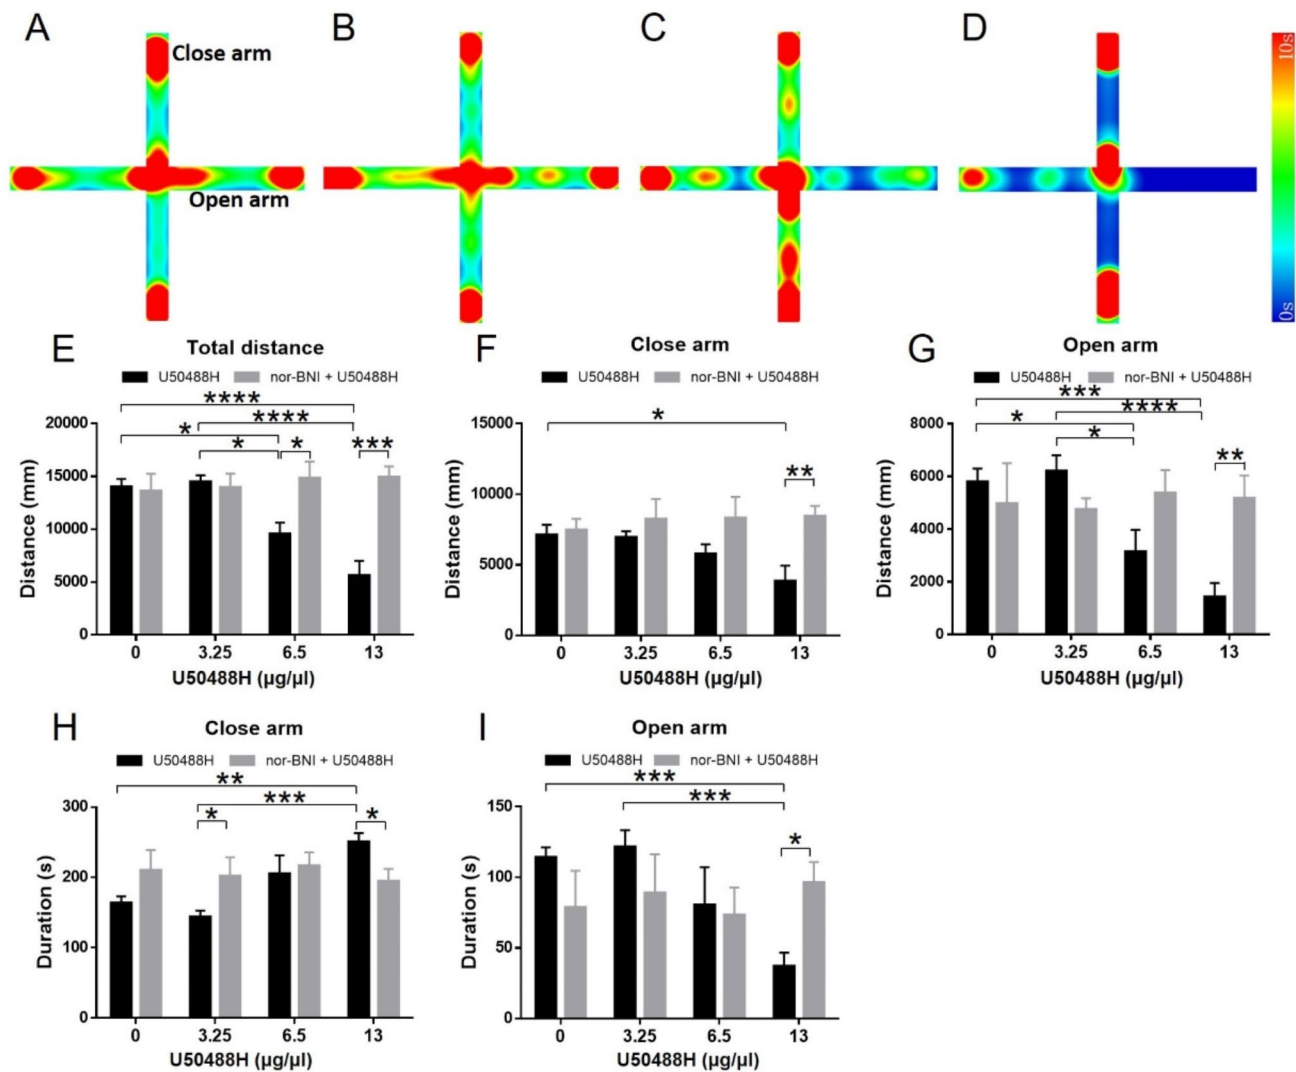 A
B
C
D
Close arm
Open arm
10s
0s
E
Total distance
U50488H
nor-BNI + U50488H
****
****
*
*
*
***
20000
15000
10000
5000
0
Distance (mm)
0
3.25
6.5
13
U50488H (µg/µl)
F
Close arm
U50488H
nor-BNI + U50488H
*
**
15000
10000
5000
0
Distance (mm)
0
3.25
6.5
13
U50488H (µg/µl)
G
Open arm
U50488H
nor-BNI + U50488H
***
****
*
*
**
8000
6000
4000
2000
0
Distance (mm)
0
3.25
6.5
13
U50488H (µg/µl)
H
Close arm
U50488H
nor-BNI + U50488H
**
***
*
*
300
200
100
0
Duration (s)
0
3.25
6.5
13
U50488H (µg/µl)
I
Open arm
U50488H
nor-BNI + U50488H
***
***
*
150
100
50
0
Duration (s)
0
3.25
6.5
13
U50488H (µg/µl)